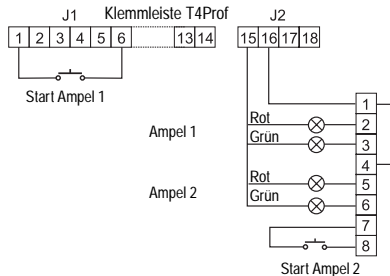 J1 Klemmleiste T4Prof J2
1 2 3 4 5 6 13 14 15 16 17 18
Start Ampel 1
1
Rot 2
Ampel 1 Grün 3
4
Rot 5
Ampel 2 Grün 6
7
8
Start Ampel 2